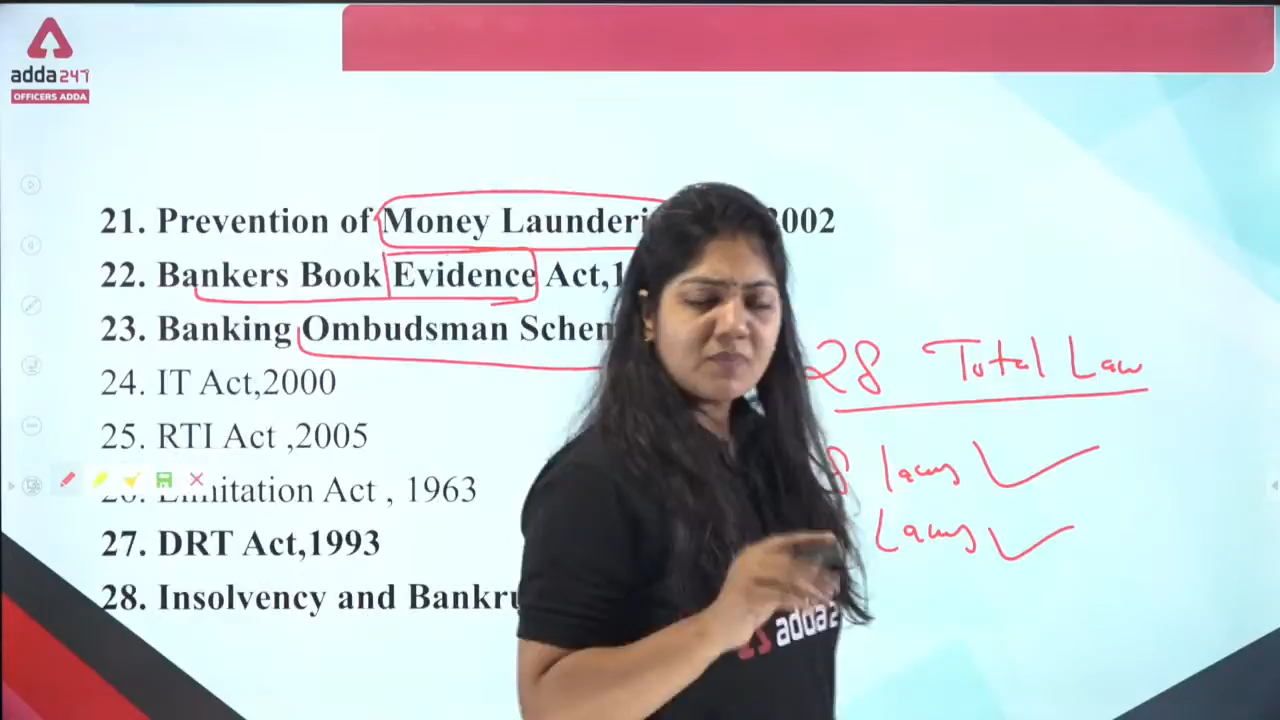 adda247
OFFICERS ADDA
21. Prevention of Money Launderi 2002
22. Bankers Book Evidence Act,1
23. Banking Ombudsman Schem
24. IT Act,2000
25. RTI Act ,2005
26. Limitation Act , 1963
27. DRT Act,1993
28. Insolvency and Bankru
28 Total Law
8 laws
Laws
adda2